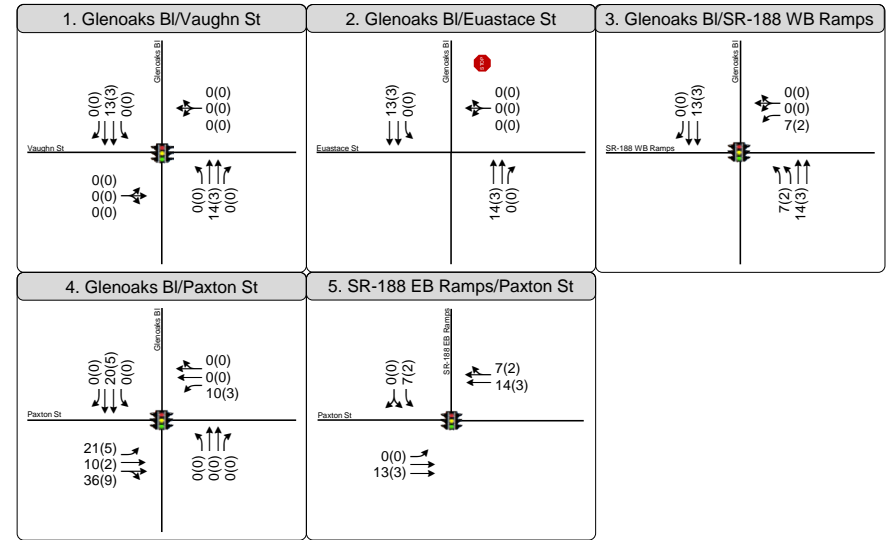 1. Glenoaks Bl/Vaughn St
Glenoaks Bl
0(0)
13(3)
0(0)
0(0)
0(0)
0(0)
Vaughn St
0(0)
0(0)
0(0)
0(0)
14(3)
0(0)
2. Glenoaks Bl/Euastace St
Glenoaks Bl
STOP
13(3)
0(0)
0(0)
0(0)
0(0)
Euastace St
14(3)
0(0)
3. Glenoaks Bl/SR-188 WB Ramps
Glenoaks Bl
0(0)
13(3)
0(0)
0(0)
7(2)
SR-188 WB Ramps
7(2)
14(3)
4. Glenoaks Bl/Paxton St
Glenoaks Bl
0(0)
20(5)
0(0)
0(0)
0(0)
10(3)
Paxton St
21(5)
10(2)
36(9)
0(0)
0(0)
0(0)
5. SR-188 EB Ramps/Paxton St
SR-188 EB Ramps
0(0)
7(2)
7(2)
14(3)
Paxton St
0(0)
13(3)